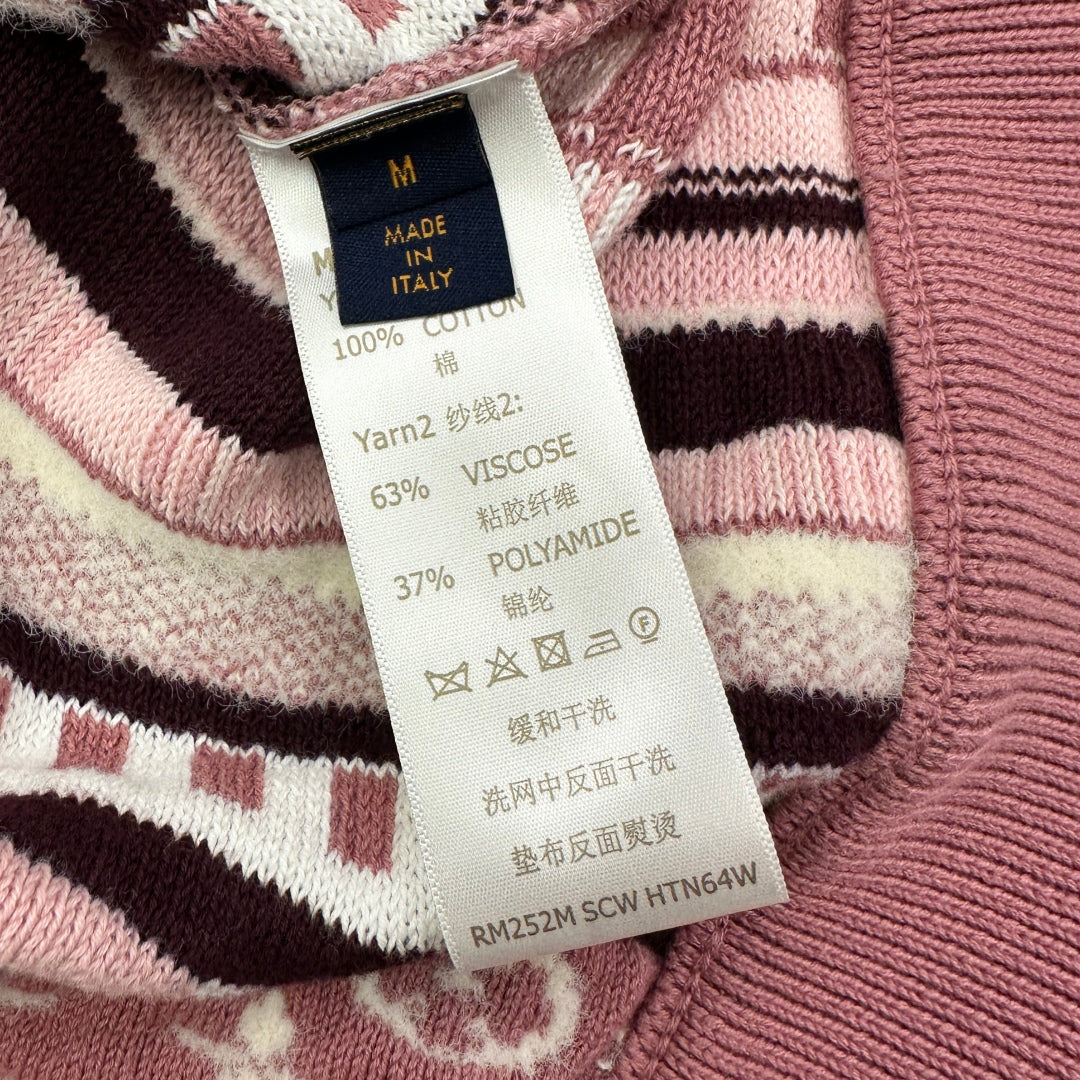 M
MADE
IN
ITALY
100% COTTON
棉
Yarn2 纱线2:
63% VISCOSE
粘胶纤维
37% POLYAMIDE
锦纶
F
缓和干洗
洗网中反面干洗
垫布反面熨烫
RM252M SCW HTN64W